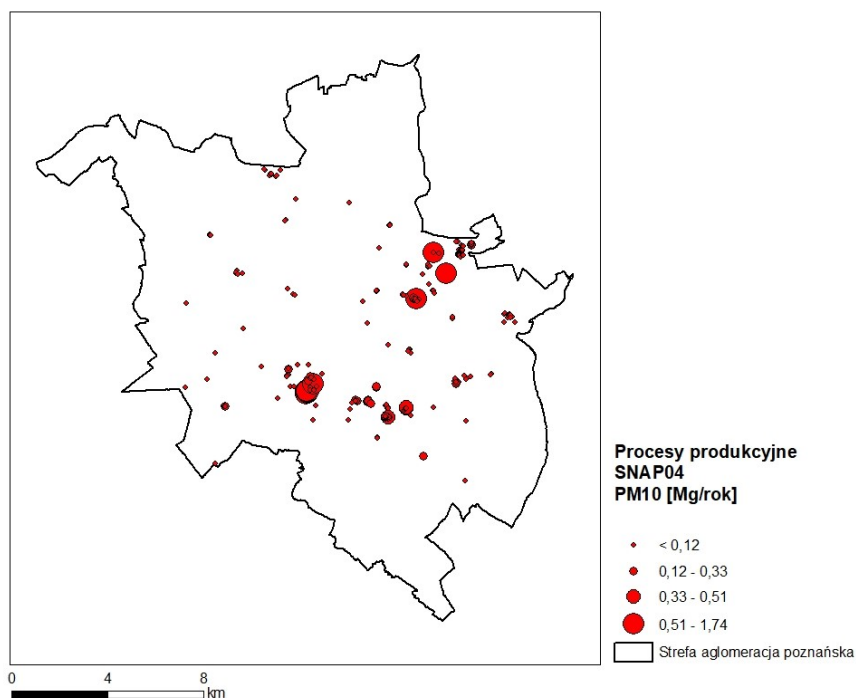 Procesy produkcyjne
SNAP04
PM10 [Mg/rok]
< 0,12
0,12 - 0,33
0,33 - 0,51
0,51 - 1,74
Strefa aglomeracja poznańska
0 4 8
km